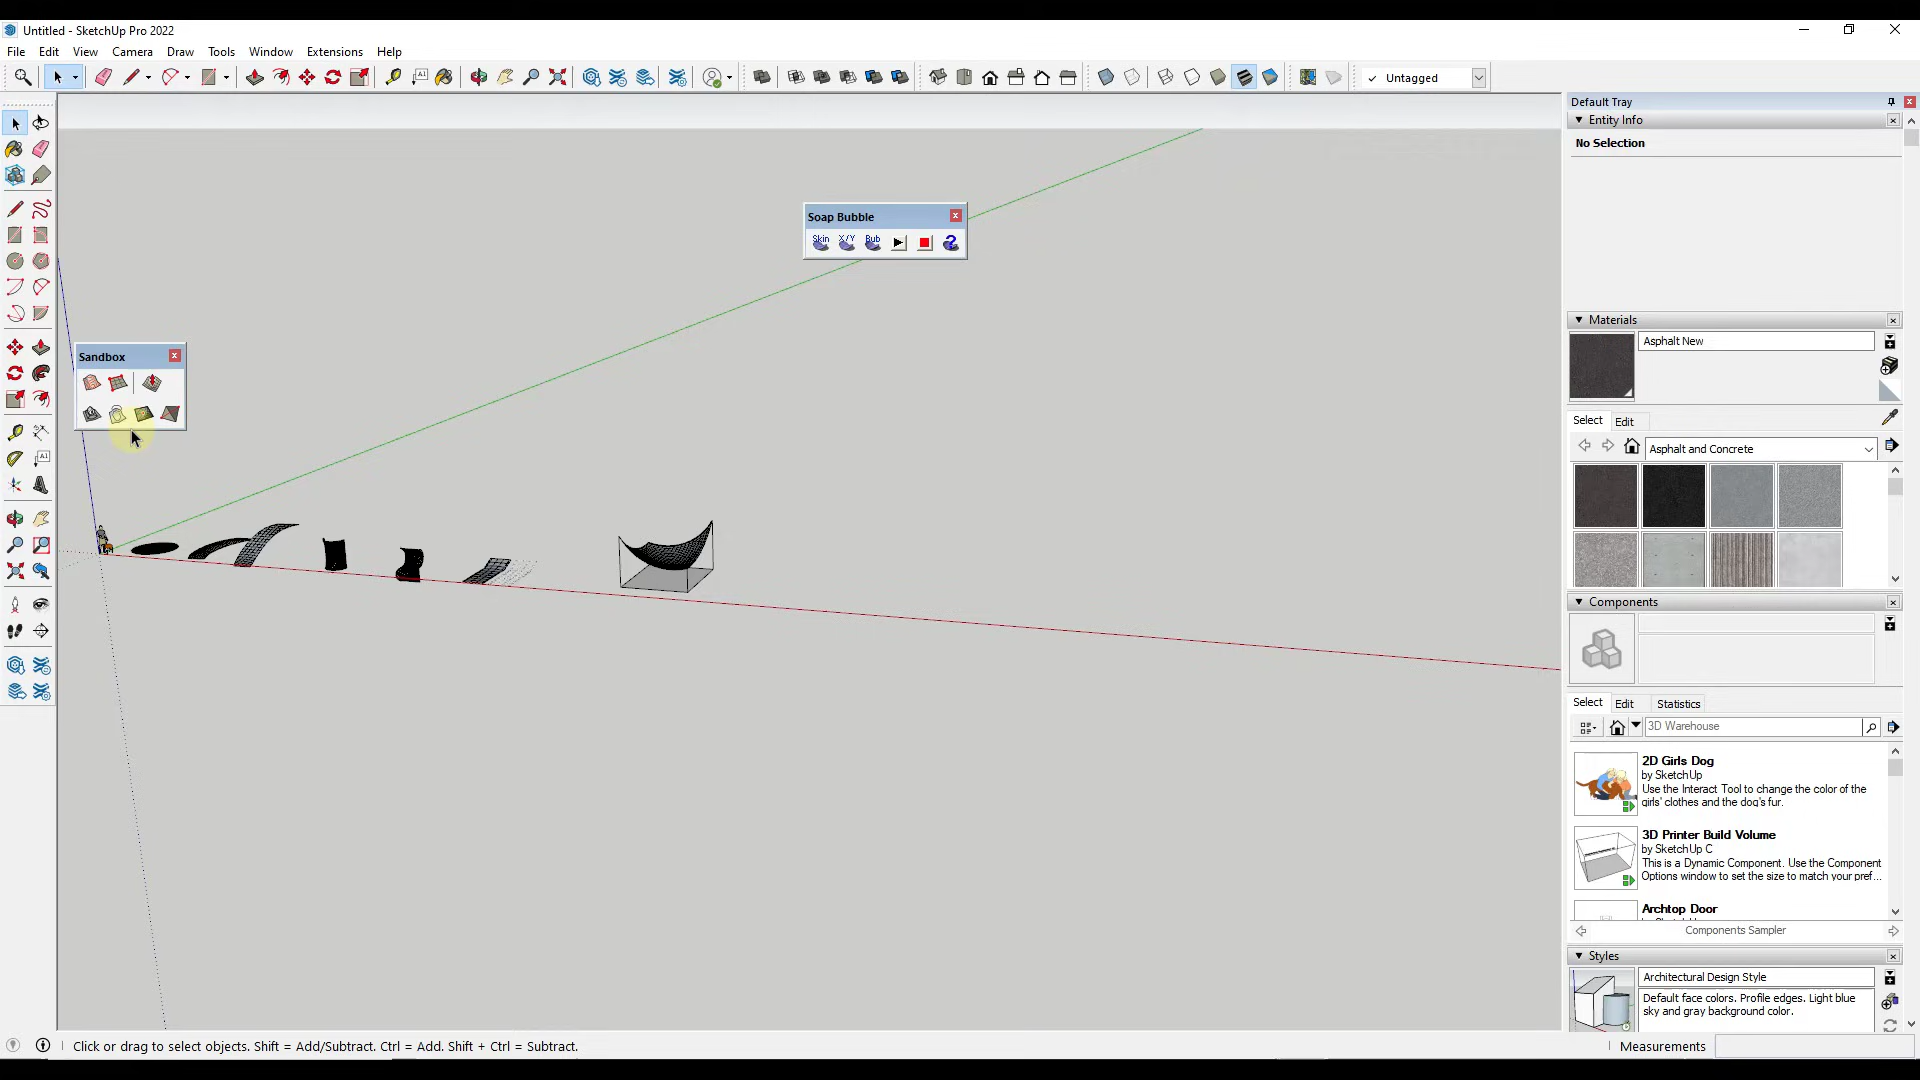 Untitled - SketchUp Pro 2022
File Edit View Camera Draw Tools Window Extensions Help
Untagged
Default Tray
Entity Info
No Selection
Soap Bubble
Skin X/Y Bub
Sandbox
Materials
Asphalt New
Select Edit
Asphalt and Concrete
Components
Select Edit Statistics
3D Warehouse
2D Girls Dog
by SketchUp
Use the Interact Tool to change the color of the
girls' clothes and the dog's fur.
3D Printer Build Volume
by SketchUp C
This is a Dynamic Component. Use the Component
Options window to set the size to match your pref...
Archtop Door
Components Sampler
Styles
Architectural Design Style
Default face colors. Profile edges. Light blue
sky and gray background color.
Click or drag to select objects. Shift = Add/Subtract. Ctrl = Add. Shift + Ctrl = Subtract.
Measurements